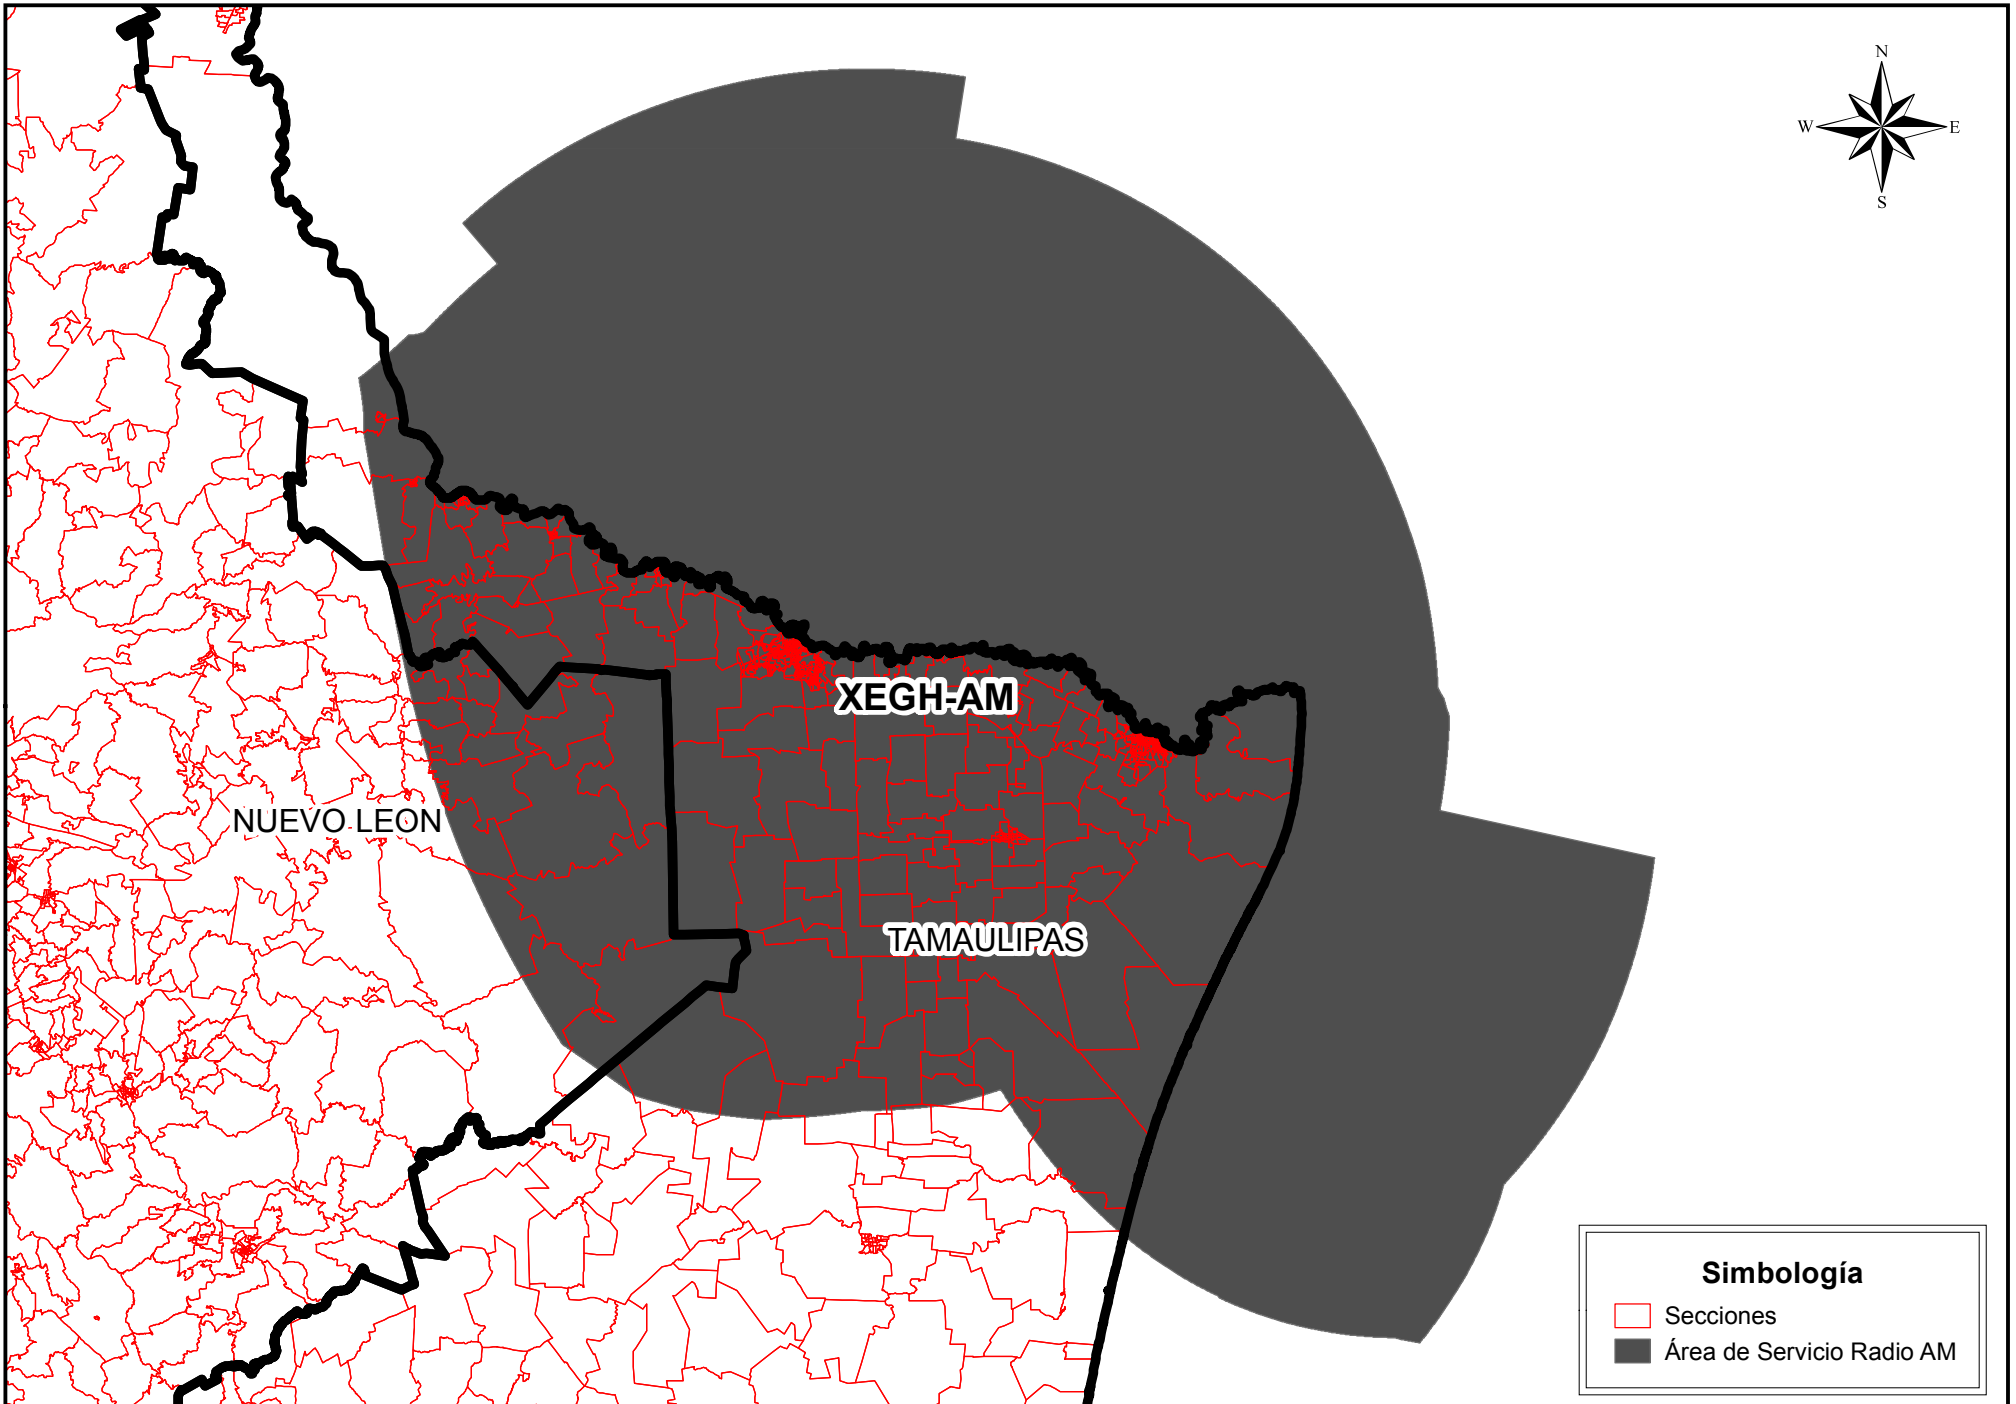 N
W E
S
XEGH-AM
NUEVO LEON
TAMAULIPAS
Simbología
Secciones
Área de Servicio Radio AM